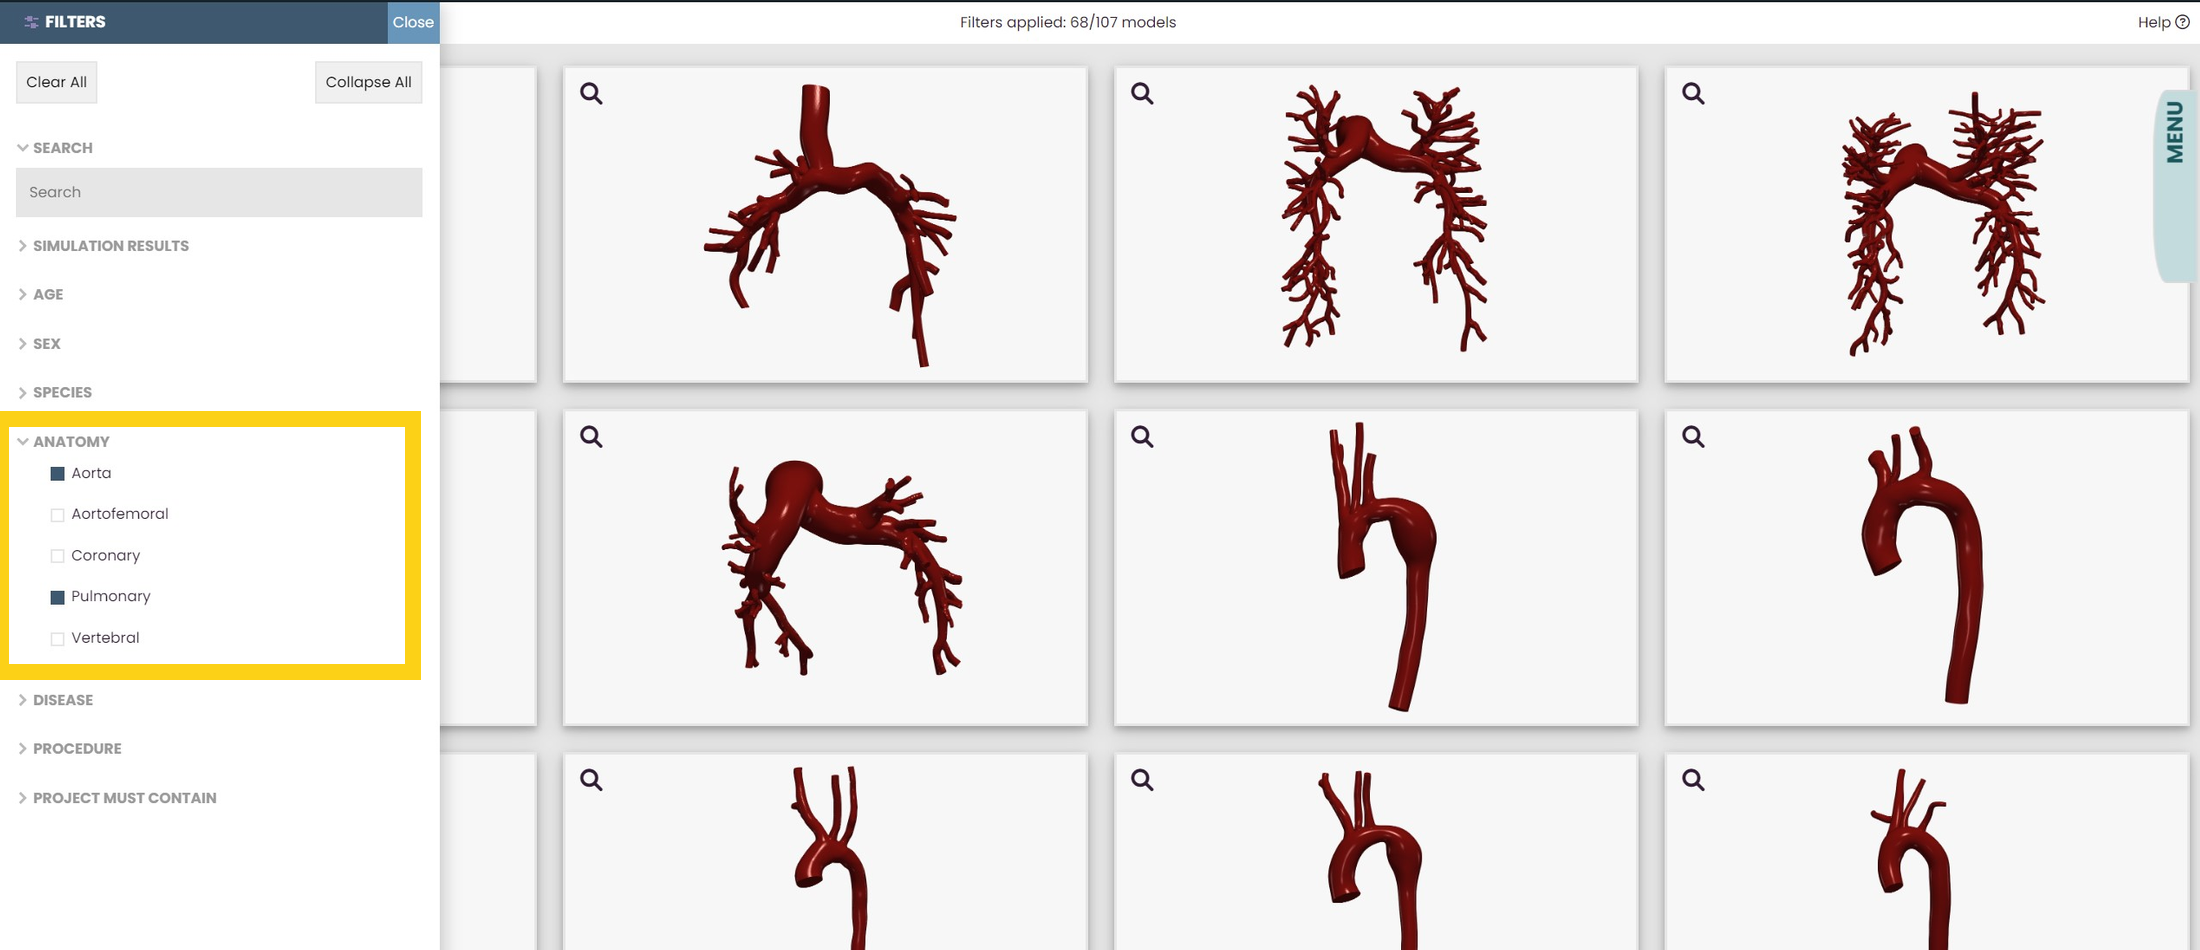 FILTERS
Close
Filters applied: 68/107 models
Help
Clear All
Collapse All
SEARCH
Search
SIMULATION RESULTS
AGE
SEX
SPECIES
ANATOMY
Aorta
Aortofemoral
Coronary
Pulmonary
Vertebral
DISEASE
PROCEDURE
PROJECT MUST CONTAIN
MENU